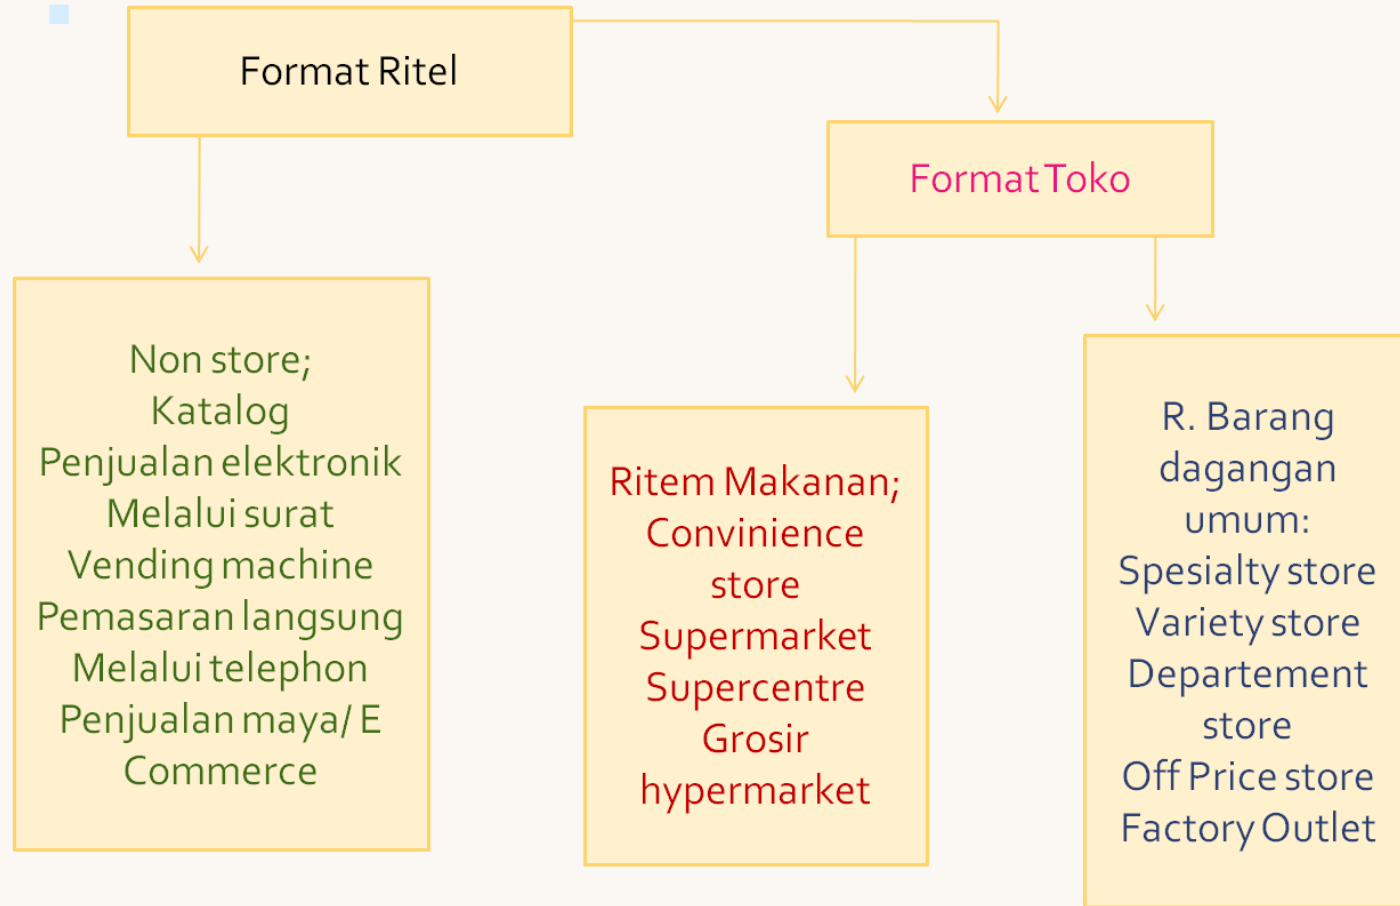 Format Ritel
Format Toko
Non store;
Katalog
Penjualan elektronik
Melalui surat
Vending machine
Pemasaran langsung
Melalui telephon
Penjualan maya/ E
Commerce
Ritem Makanan;
Convinience
store
Supermarket
Supercentre
Grosir
hypermarket
R. Barang
dagangan
umum:
Spesialty store
Variety store
Departement
store
Off Price store
Factory Outlet